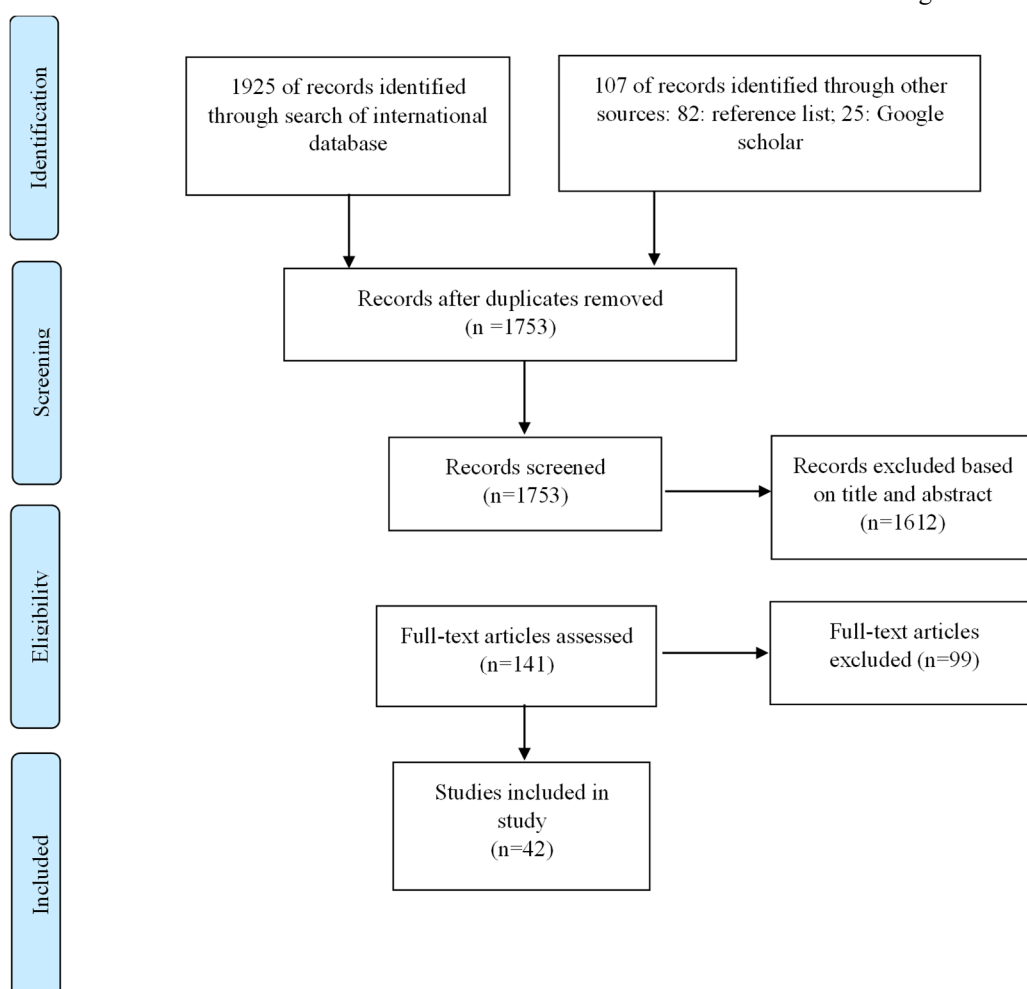 Identification
1925 of records identified
through search of international
database
107 of records identified through other
sources: 82: reference list; 25: Google
scholar
Screening
Records after duplicates removed
(n =1753)
Records screened
(n=1753)
Records excluded based
on title and abstract
(n=1612)
Eligibility
Full-text articles assessed
(n=141)
Full-text articles
excluded (n=99)
Included
Studies included in
study
(n=42)